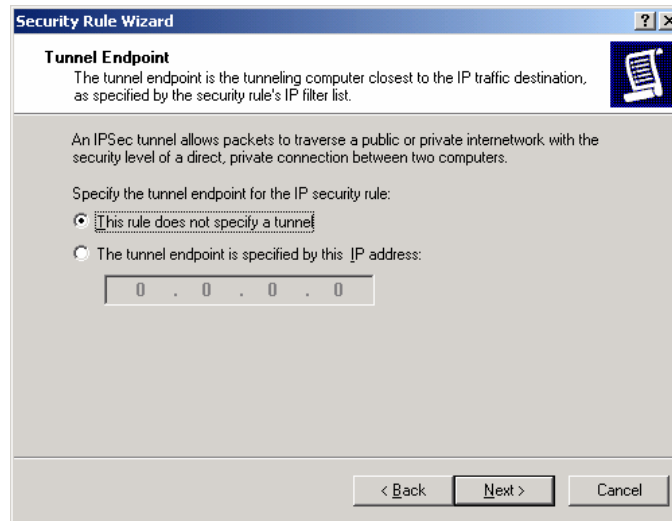 Security Rule Wizard
Tunnel Endpoint
The tunnel endpoint is the tunneling computer closest to the IP traffic destination,
as specified by the security rule's IP filter list.
An IPSec tunnel allows packets to traverse a public or private internetwork with the
security level of a direct, private connection between two computers.
Specify the tunnel endpoint for the IP security rule:
This rule does not specify a tunnel
The tunnel endpoint is specified by this IP address:
0 . 0 . 0 . 0
< Back Next > Cancel